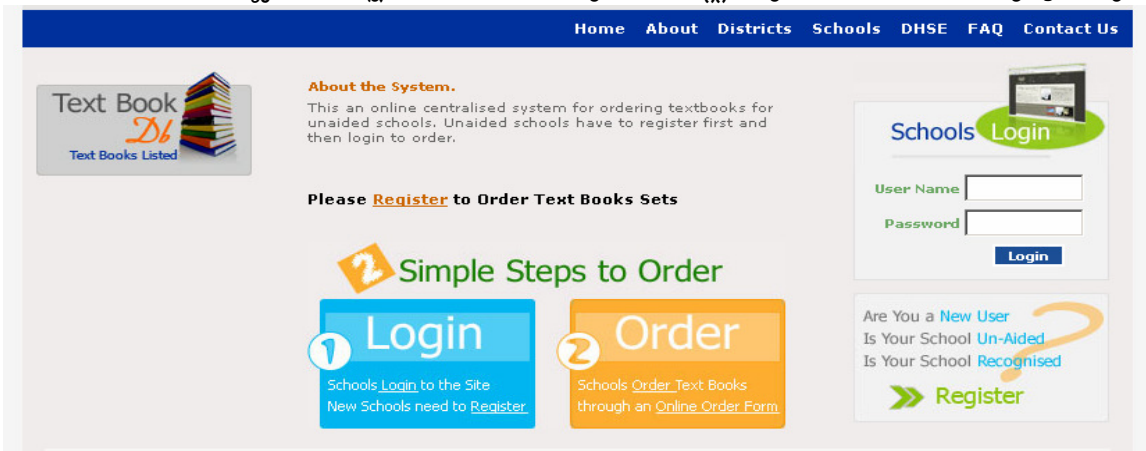 Home About Districts Schools DHSE FAQ Contact Us
Text Book
Db
Text Books Listed
About the System.
This an online centralised system for ordering textbooks for
unaided schools. Unaided schools have to register first and
then login to order.
Please Register to Order Text Books Sets
2 Simple Steps to Order
1 Login
Schools Login to the Site
New Schools need to Register
2 Order
Schools Order Text Books
through an Online Order Form
Schools Login
User Name
Password
Login
Are You a New User
Is Your School Un-Aided
Is Your School Recognised
?
Register